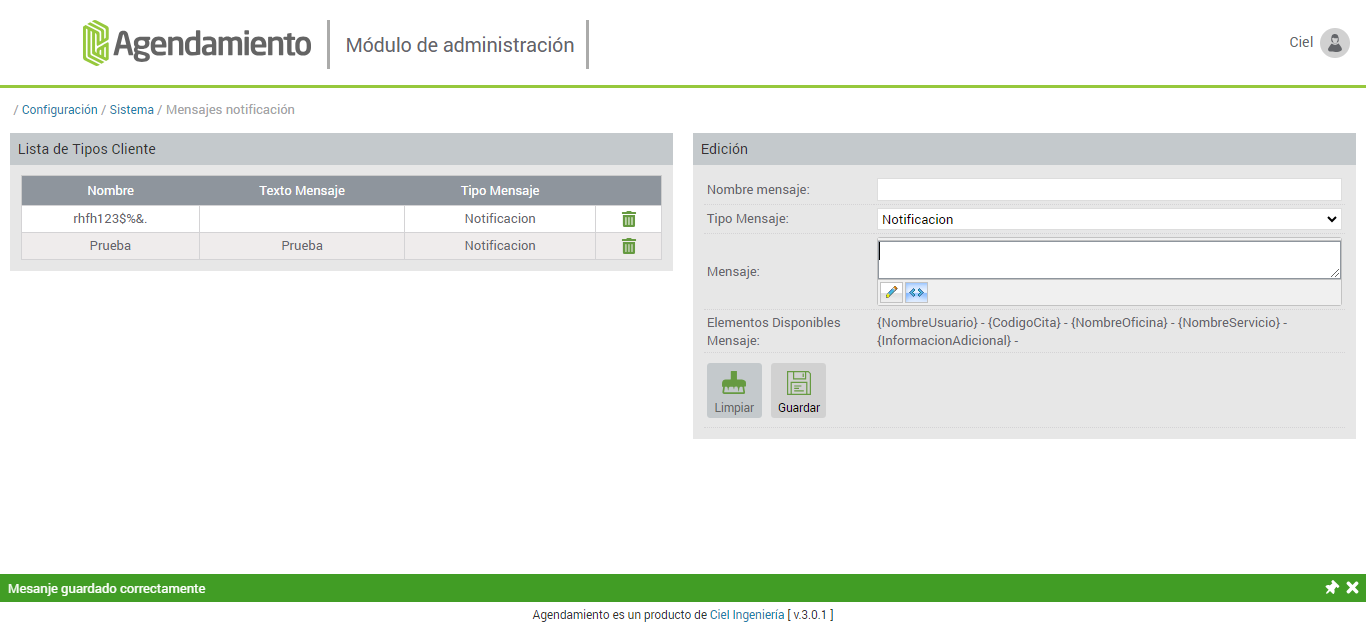 Agendamiento
Módulo de administración
Ciel
/ Configuración / Sistema / Mensajes notificación
Lista de Tipos Cliente
Nombre Texto Mensaje Tipo Mensaje
rhfh123$%&. Notificacion
Prueba Prueba Notificacion
Edición
Nombre mensaje:
Tipo Mensaje: Notificacion
Mensaje:
Elementos Disponibles Mensaje:
{NombreUsuario} - {CodigoCita} - {NombreOficina} - {NombreServicio} -
{InformacionAdicional} -
Limpiar Guardar
Mesanje guardado correctamente
Agendamiento es un producto de Ciel Ingeniería [ v.3.0.1 ]